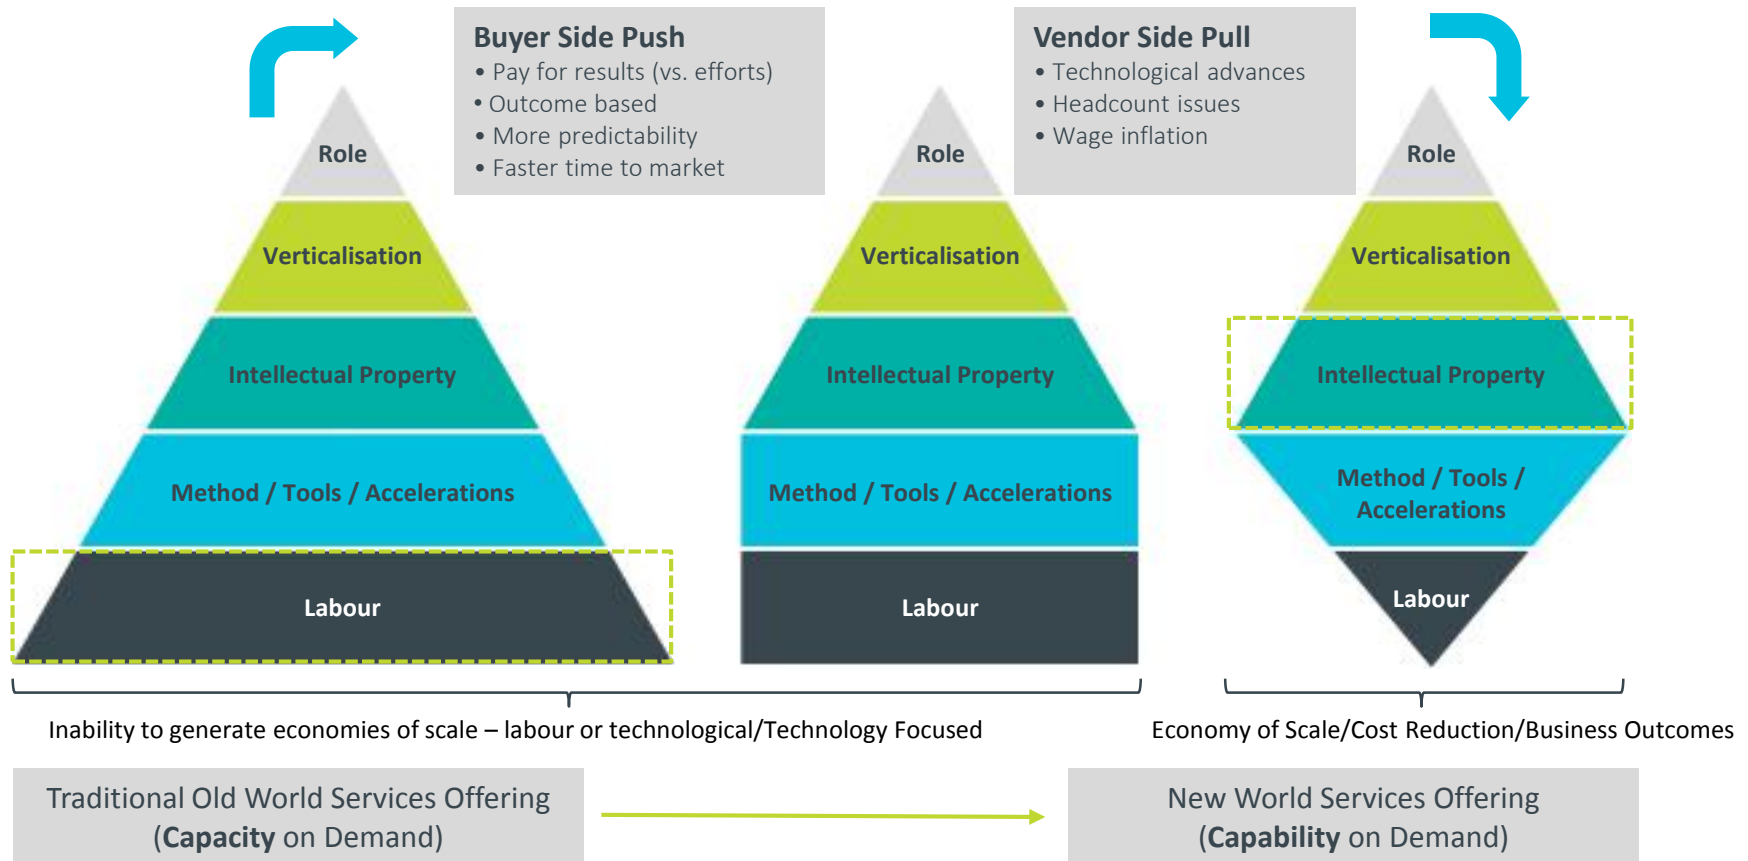 Buyer Side Push
• Pay for results (vs. efforts)
• Outcome based
• More predictability
• Faster time to market
Vendor Side Pull
• Technological advances
• Headcount issues
• Wage inflation
Role
Verticalisation
Intellectual Property
Method / Tools / Accelerations
Labour
Role
Verticalisation
Intellectual Property
Method / Tools / Accelerations
Labour
Role
Verticalisation
Intellectual Property
Method / Tools /
Accelerations
Labour
Inability to generate economies of scale – labour or technological/Technology Focused
Economy of Scale/Cost Reduction/Business Outcomes
Traditional Old World Services Offering
(Capacity on Demand)
New World Services Offering
(Capability on Demand)